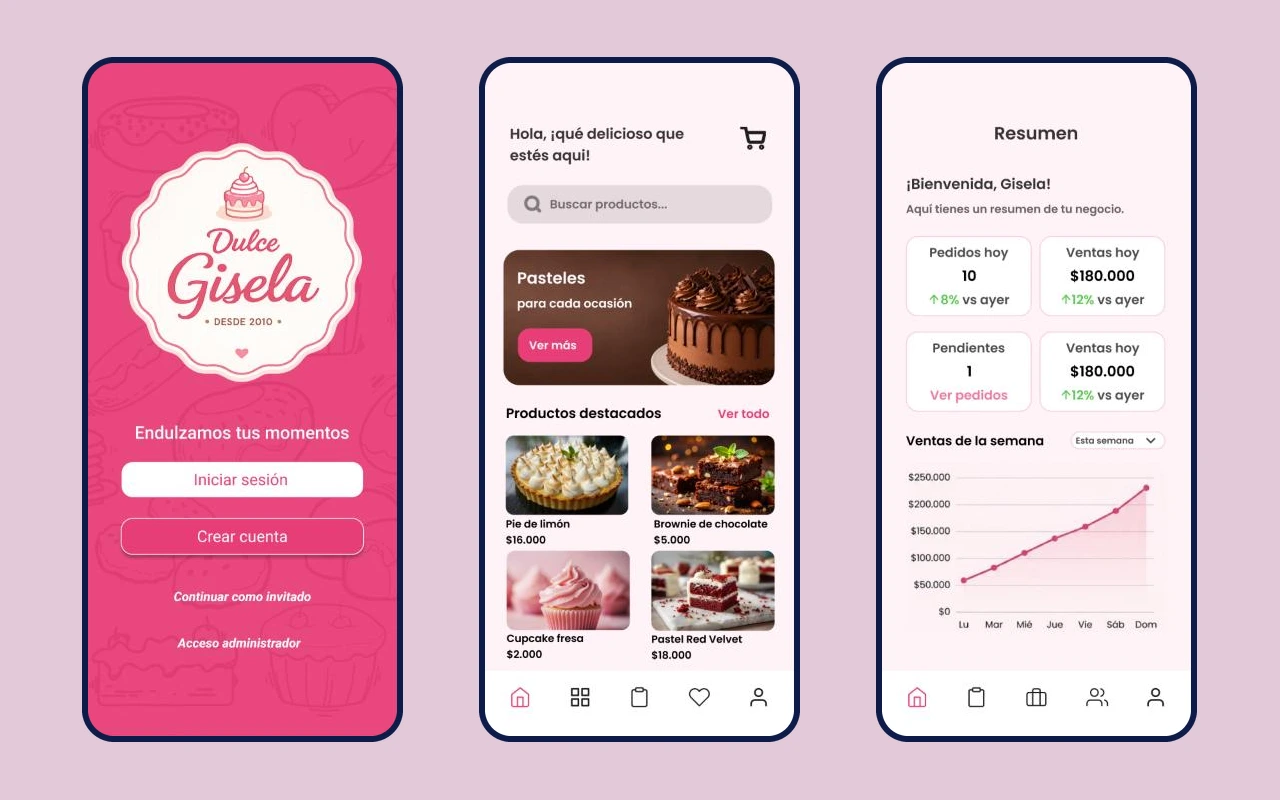 Dulce
Gisela
• DESDE 2010 •
Endulzamos tus momentos
Iniciar sesión
Crear cuenta
Continuar como invitado
Acceso administrador
Hola, ¡qué delicioso que
estés aqui!
Buscar productos...
Pasteles
para cada ocasión
Ver más
Productos destacados
Ver todo
Pie de limón
$16.000
Brownie de chocolate
$5.000
Cupcake fresa
$2.000
Pastel Red Velvet
$18.000
Resumen
¡Bienvenida, Gisela!
Aquí tienes un resumen de tu negocio.
Pedidos hoy
10
↑8% vs ayer
Ventas hoy
$180.000
↑12% vs ayer
Pendientes
1
Ver pedidos
Ventas hoy
$180.000
↑12% vs ayer
Ventas de la semana
Esta semana
$250.000
$200.000
$150.000
$100.000
$50.000
$0
Lu Mar Mié Jue Vie Sáb Dom